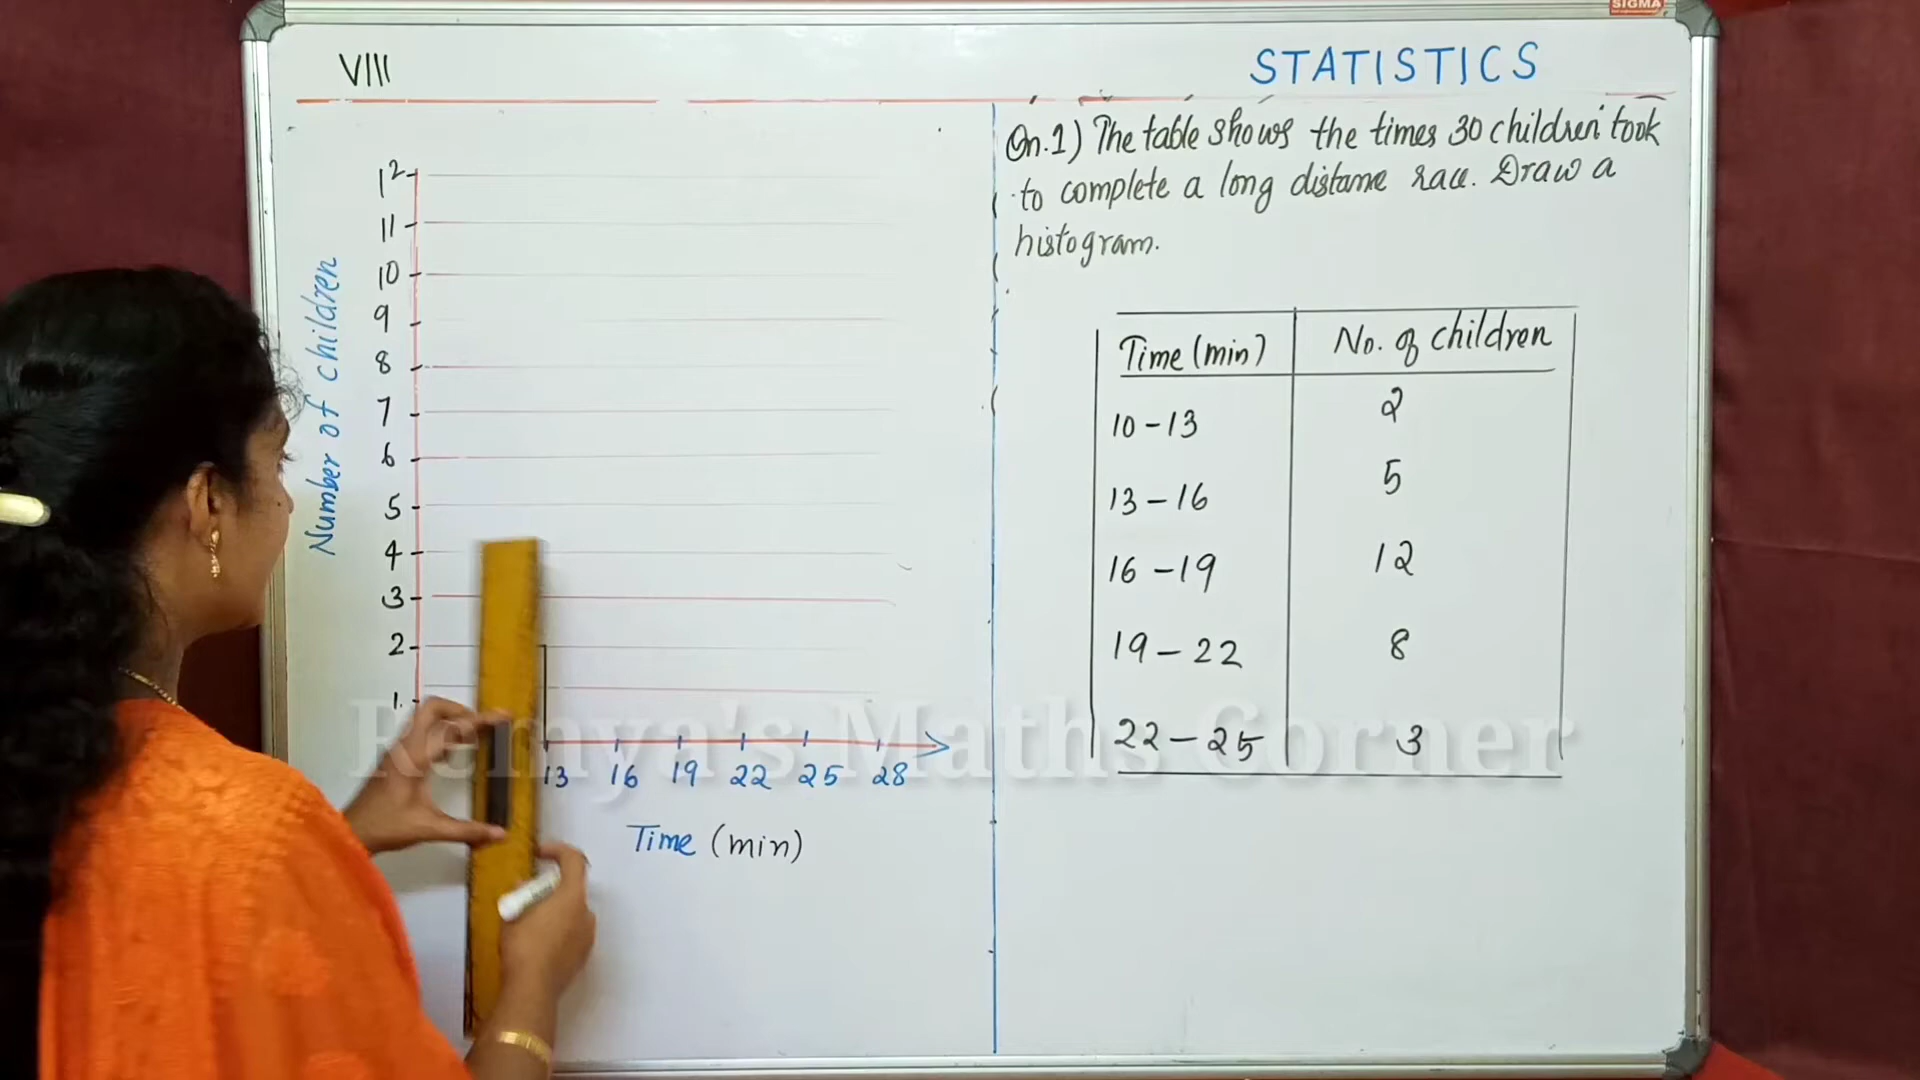 SIGMA
VIII
STATISTICS
Qn.1) The table shows the times 30 children took
to complete a long distance race. Draw a
histogram.
Number of children
12
11
10
9
8
7
6
5
4
3
2
1
13 16 19 22 25 28
Time (min)
Time (min) No. of children
10-13 2
13-16 5
16-19 12
19-22 8
22-25 3
Remya's Maths Corner